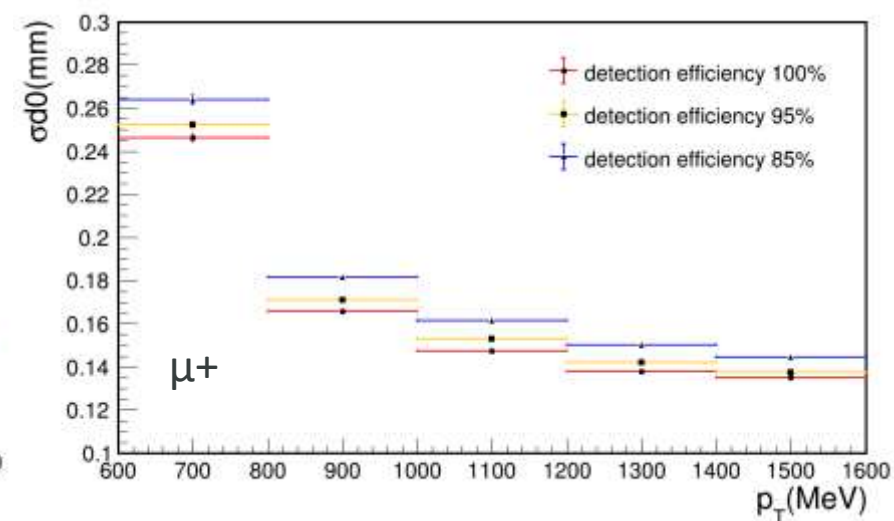 σd0(mm)
0.3
0.28
0.26
0.24
0.22
0.2
0.18
0.16
0.14
0.12
0.1
detection efficiency 100%
detection efficiency 95%
detection efficiency 85%
μ+
600 700 800 900 1000 1100 1200 1300 1400 1500 1600
p_T(MeV)